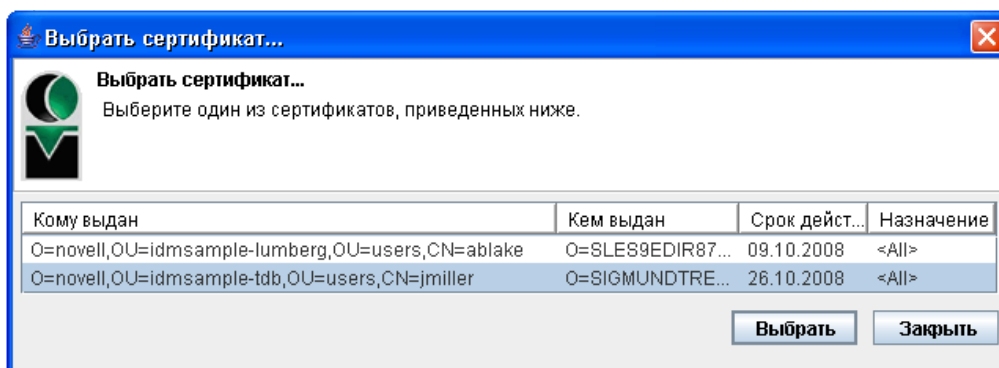 Выбрать сертификат...
Выбрать сертификат...
Выберите один из сертификатов, приведенных ниже.
Кому выдан Кем выдан Срок дейст... Назначение
O=novell,OU=idmsample-lumberg,OU=users,CN=ablake O=SLES9EDIR87... 09.10.2008 <All>
O=novell,OU=idmsample-tdb,OU=users,CN=jmiller O=SIGMUNDTRE... 26.10.2008 <All>
Выбрать Закрыть